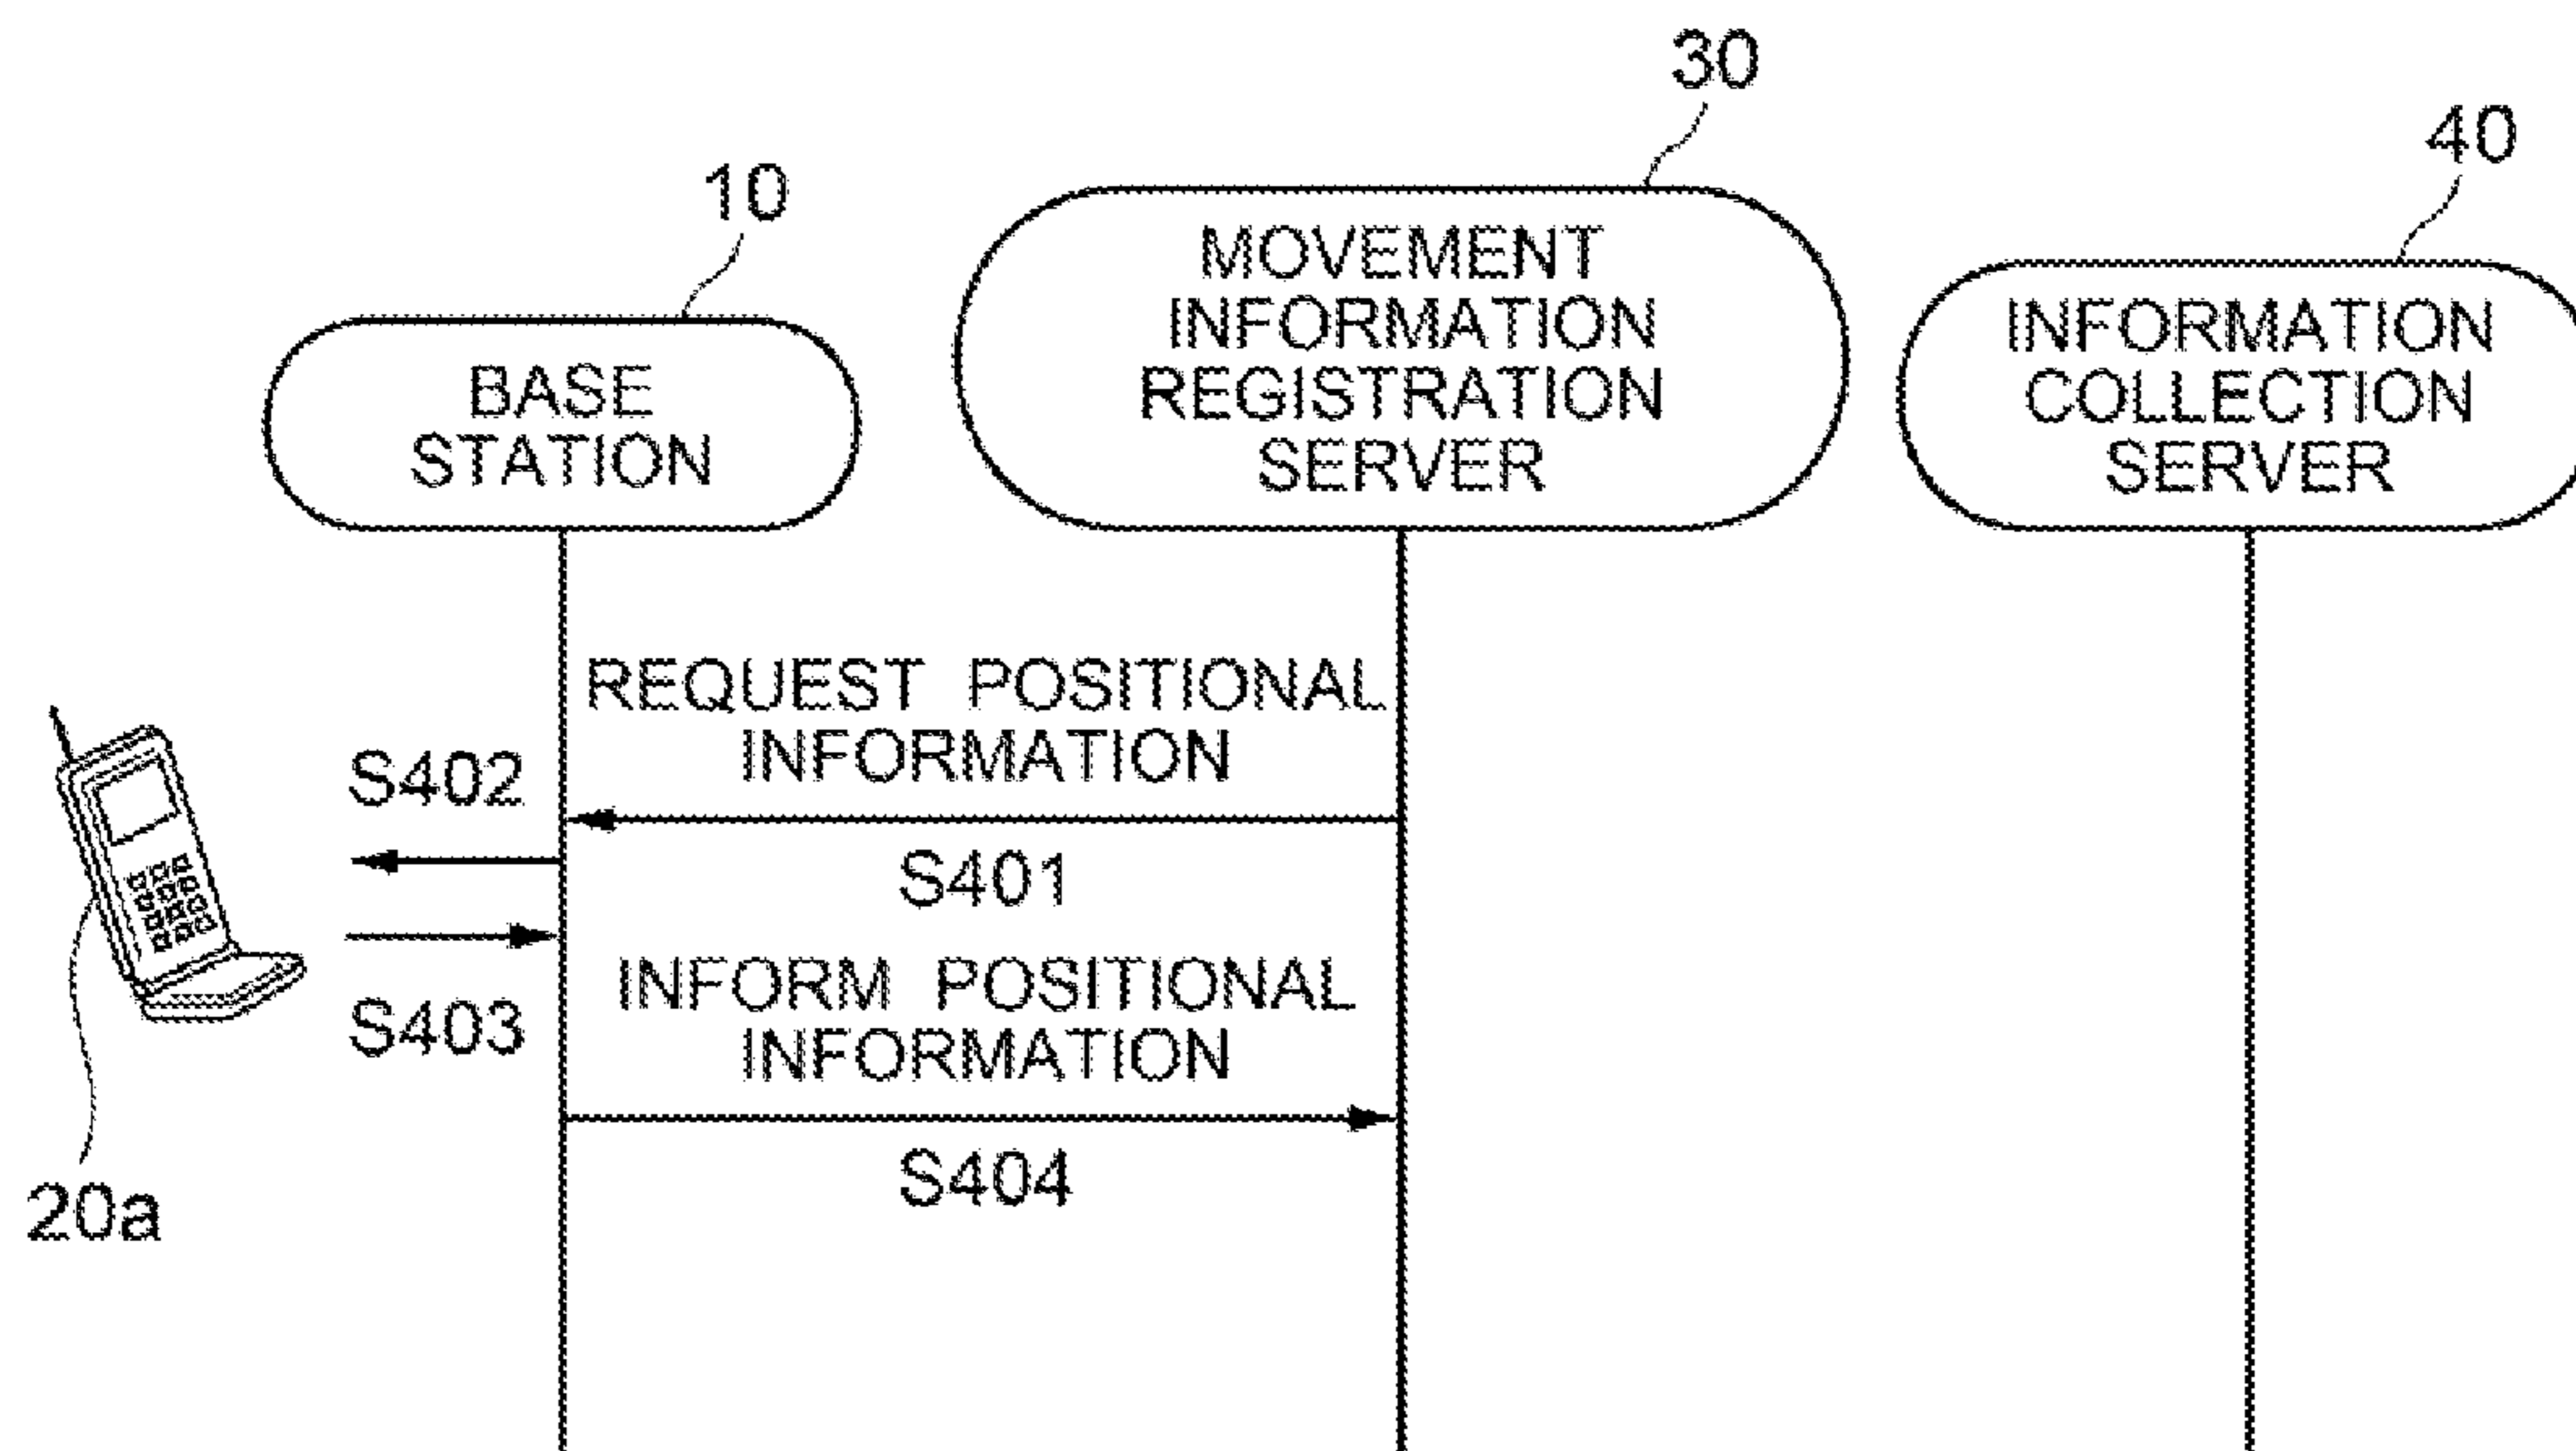 30
40
10
MOVEMENT
INFORMATION
REGISTRATION
SERVER
INFORMATION
COLLECTION
SERVER
BASE
STATION
REQUEST POSITIONAL
INFORMATION
S402
S401
INFORM POSITIONAL
INFORMATION
S403
S404
20a